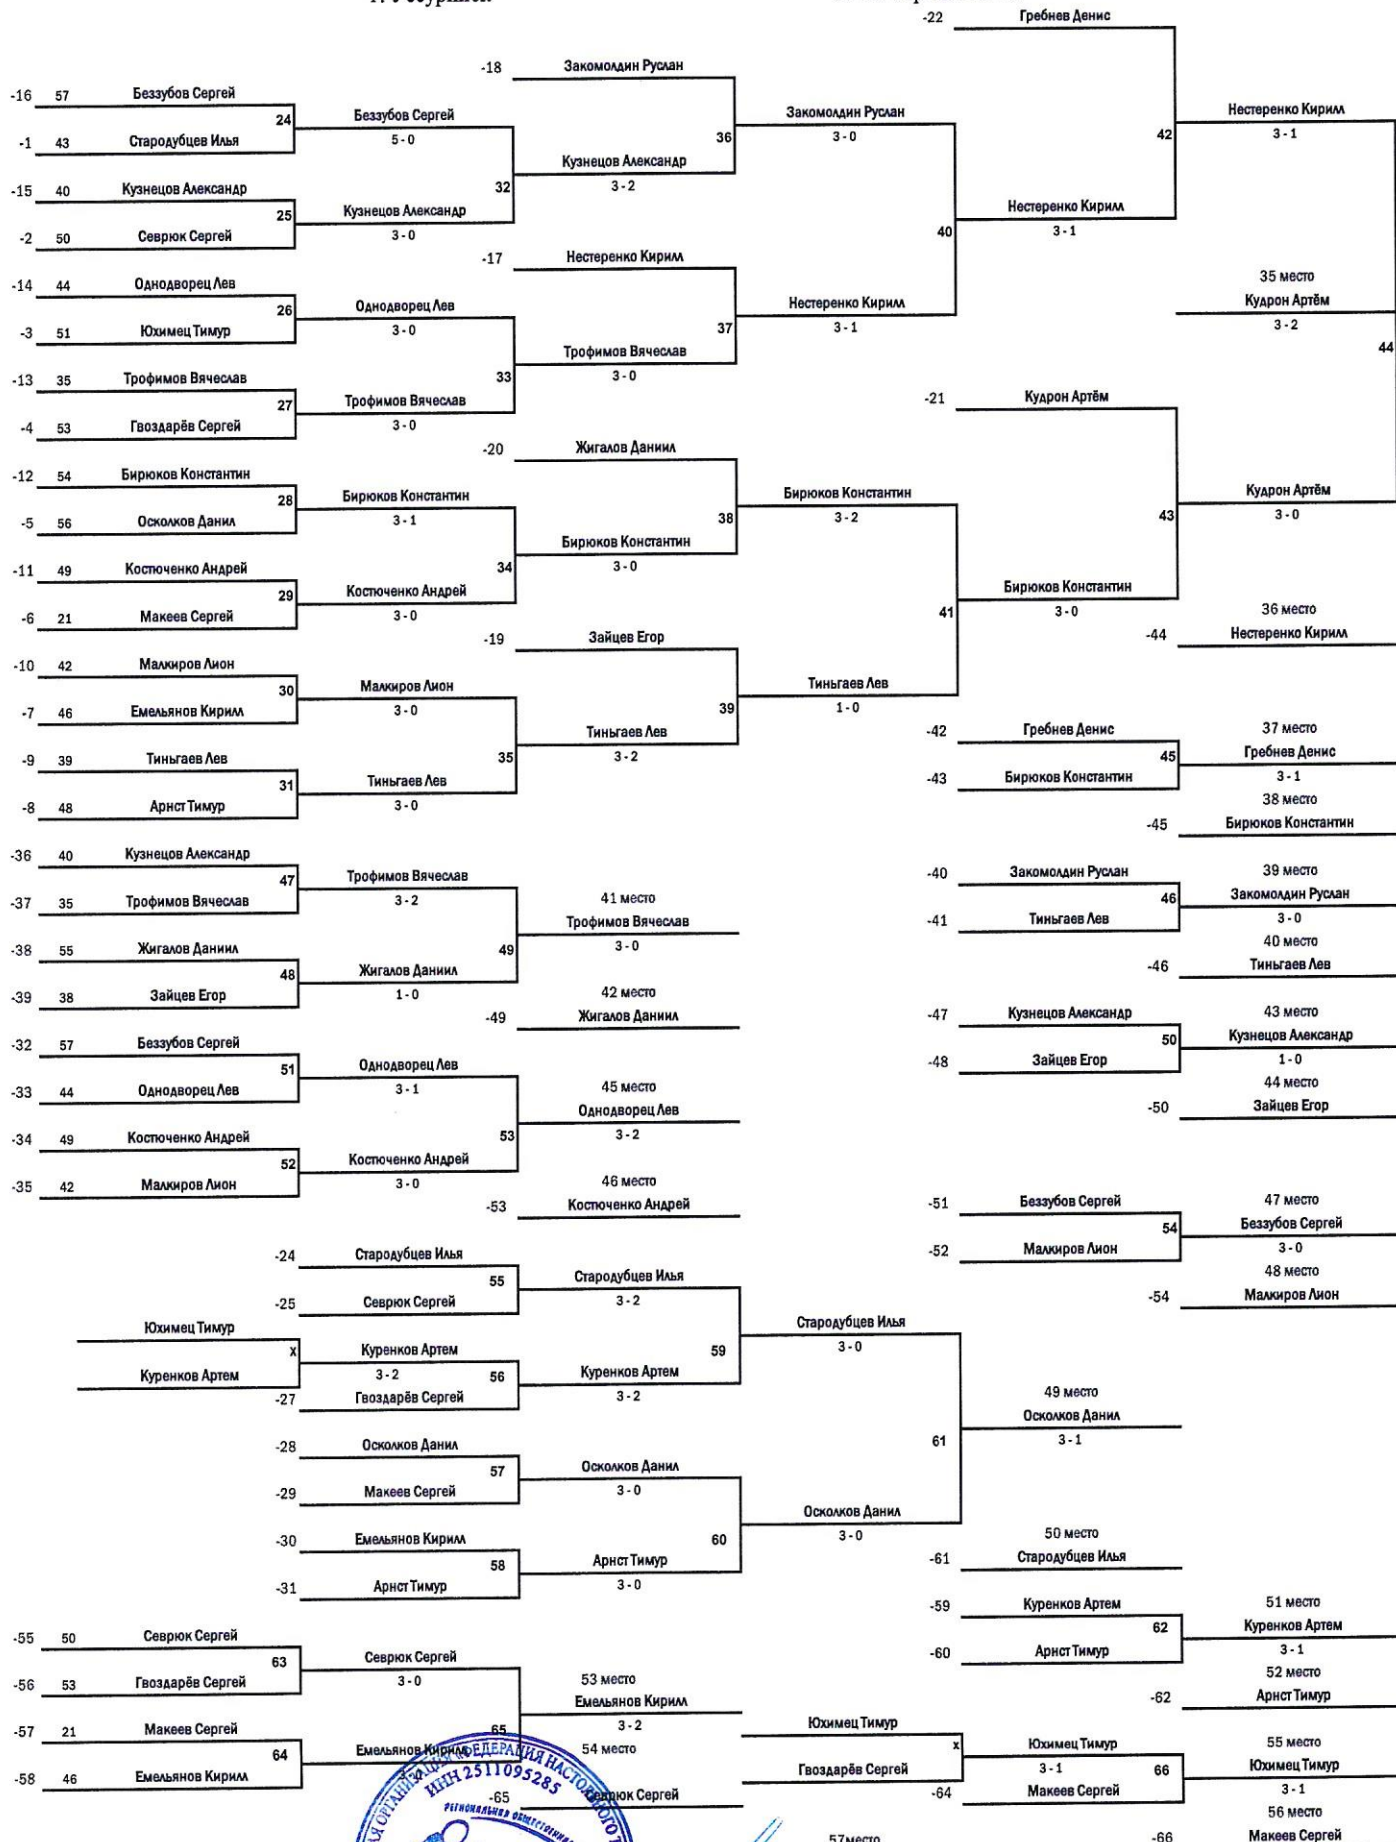 -22 Гребнев Денис
-18 Закомолдин Руслан
-16 57 Беззубов Сергей
24
-1 43 Стародубцев Илья
Беззубов Сергей
5 - 0
Закомолдин Руслан
3 - 0
36
Нестеренко Кирилл
3 - 1
42
Кузнецов Александр
3 - 2
32
-15 40 Кузнецов Александр
25
-2 50 Севрюк Сергей
Кузнецов Александр
3 - 0
Нестеренко Кирилл
3 - 1
40
-17 Нестеренко Кирилл
-14 44 Однодворец Лев
26
-3 51 Юхимец Тимур
Однодворец Лев
3 - 0
Нестеренко Кирилл
3 - 1
37
35 место
Кудрон Артём
3 - 2
44
Трофимов Вячеслав
3 - 0
33
-13 35 Трофимов Вячеслав
27
-4 53 Гвоздарёв Сергей
Трофимов Вячеслав
3 - 0
-21 Кудрон Артём
-20 Жигалов Даниил
-12 54 Бирюков Константин
28
-5 56 Осколков Данил
Бирюков Константин
3 - 1
Бирюков Константин
3 - 2
38
Кудрон Артём
3 - 0
43
Бирюков Константин
3 - 0
34
-11 49 Костюченко Андрей
29
-6 21 Макеев Сергей
Костюченко Андрей
3 - 0
Бирюков Константин
3 - 0
41
36 место
-44 Нестеренко Кирилл
-19 Зайцев Егор
-10 42 Малкиров Лион
30
-7 46 Емельянов Кирилл
Малкиров Лион
3 - 0
Тиньгаев Лев
1 - 0
39
Тиньгаев Лев
3 - 2
35
-9 39 Тиньгаев Лев
31
-8 48 Арнст Тимур
Тиньгаев Лев
3 - 0
-42 Гребнев Денис
45
-43 Бирюков Константин
37 место
Гребнев Денис
3 - 1
38 место
-45 Бирюков Константин
-36 40 Кузнецов Александр
47
-37 35 Трофимов Вячеслав
Трофимов Вячеслав
3 - 2
41 место
Трофимов Вячеслав
3 - 0
49
-38 55 Жигалов Даниил
48
-39 38 Зайцев Егор
Жигалов Даниил
1 - 0
42 место
-49 Жигалов Даниил
-40 Закомолдин Руслан
46
-41 Тиньгаев Лев
39 место
Закомолдин Руслан
3 - 0
40 место
-46 Тиньгаев Лев
-47 Кузнецов Александр
50
-48 Зайцев Егор
43 место
Кузнецов Александр
1 - 0
44 место
-50 Зайцев Егор
-32 57 Беззубов Сергей
51
-33 44 Однодворец Лев
Однодворец Лев
3 - 1
45 место
Однодворец Лев
3 - 2
53
-34 49 Костюченко Андрей
52
-35 42 Малкиров Лион
Костюченко Андрей
3 - 0
46 место
-53 Костюченко Андрей
-51 Беззубов Сергей
54
-52 Малкиров Лион
47 место
Беззубов Сергей
3 - 0
48 место
-54 Малкиров Лион
-24 Стародубцев Илья
55
-25 Севрюк Сергей
Стародубцев Илья
3 - 2
Юхимец Тимур
x
Куренков Артем
Куренков Артем
3 - 2
56
-27 Гвоздарёв Сергей
Куренков Артем
3 - 2
59
Стародубцев Илья
3 - 0
-28 Осколков Данил
57
-29 Макеев Сергей
Осколков Данил
3 - 0
-30 Емельянов Кирилл
58
-31 Арнст Тимур
Арнст Тимур
3 - 0
60
Осколков Данил
3 - 0
61
49 место
Осколков Данил
3 - 1
50 место
-61 Стародубцев Илья
-59 Куренков Артем
62
-60 Арнст Тимур
51 место
Куренков Артем
3 - 1
52 место
-62 Арнст Тимур
-55 50 Севрюк Сергей
63
-56 53 Гвоздарёв Сергей
Севрюк Сергей
3 - 0
53 место
Емельянов Кирилл
3 - 2
65
-57 21 Макеев Сергей
64
-58 46 Емельянов Кирилл
Емельянов Кирилл
54 место
-65 Севрюк Сергей
Юхимец Тимур
x
Гвоздарёв Сергей
Юхимец Тимур
3 - 1
66
-64 Макеев Сергей
55 место
Юхимец Тимур
3 - 1
56 место
-66 Макеев Сергей
57место
ОРГАНИЗАЦИЯ «ФЕДЕРАЦИЯ НАСТОЛЬНОГО
ИНН 2511095285